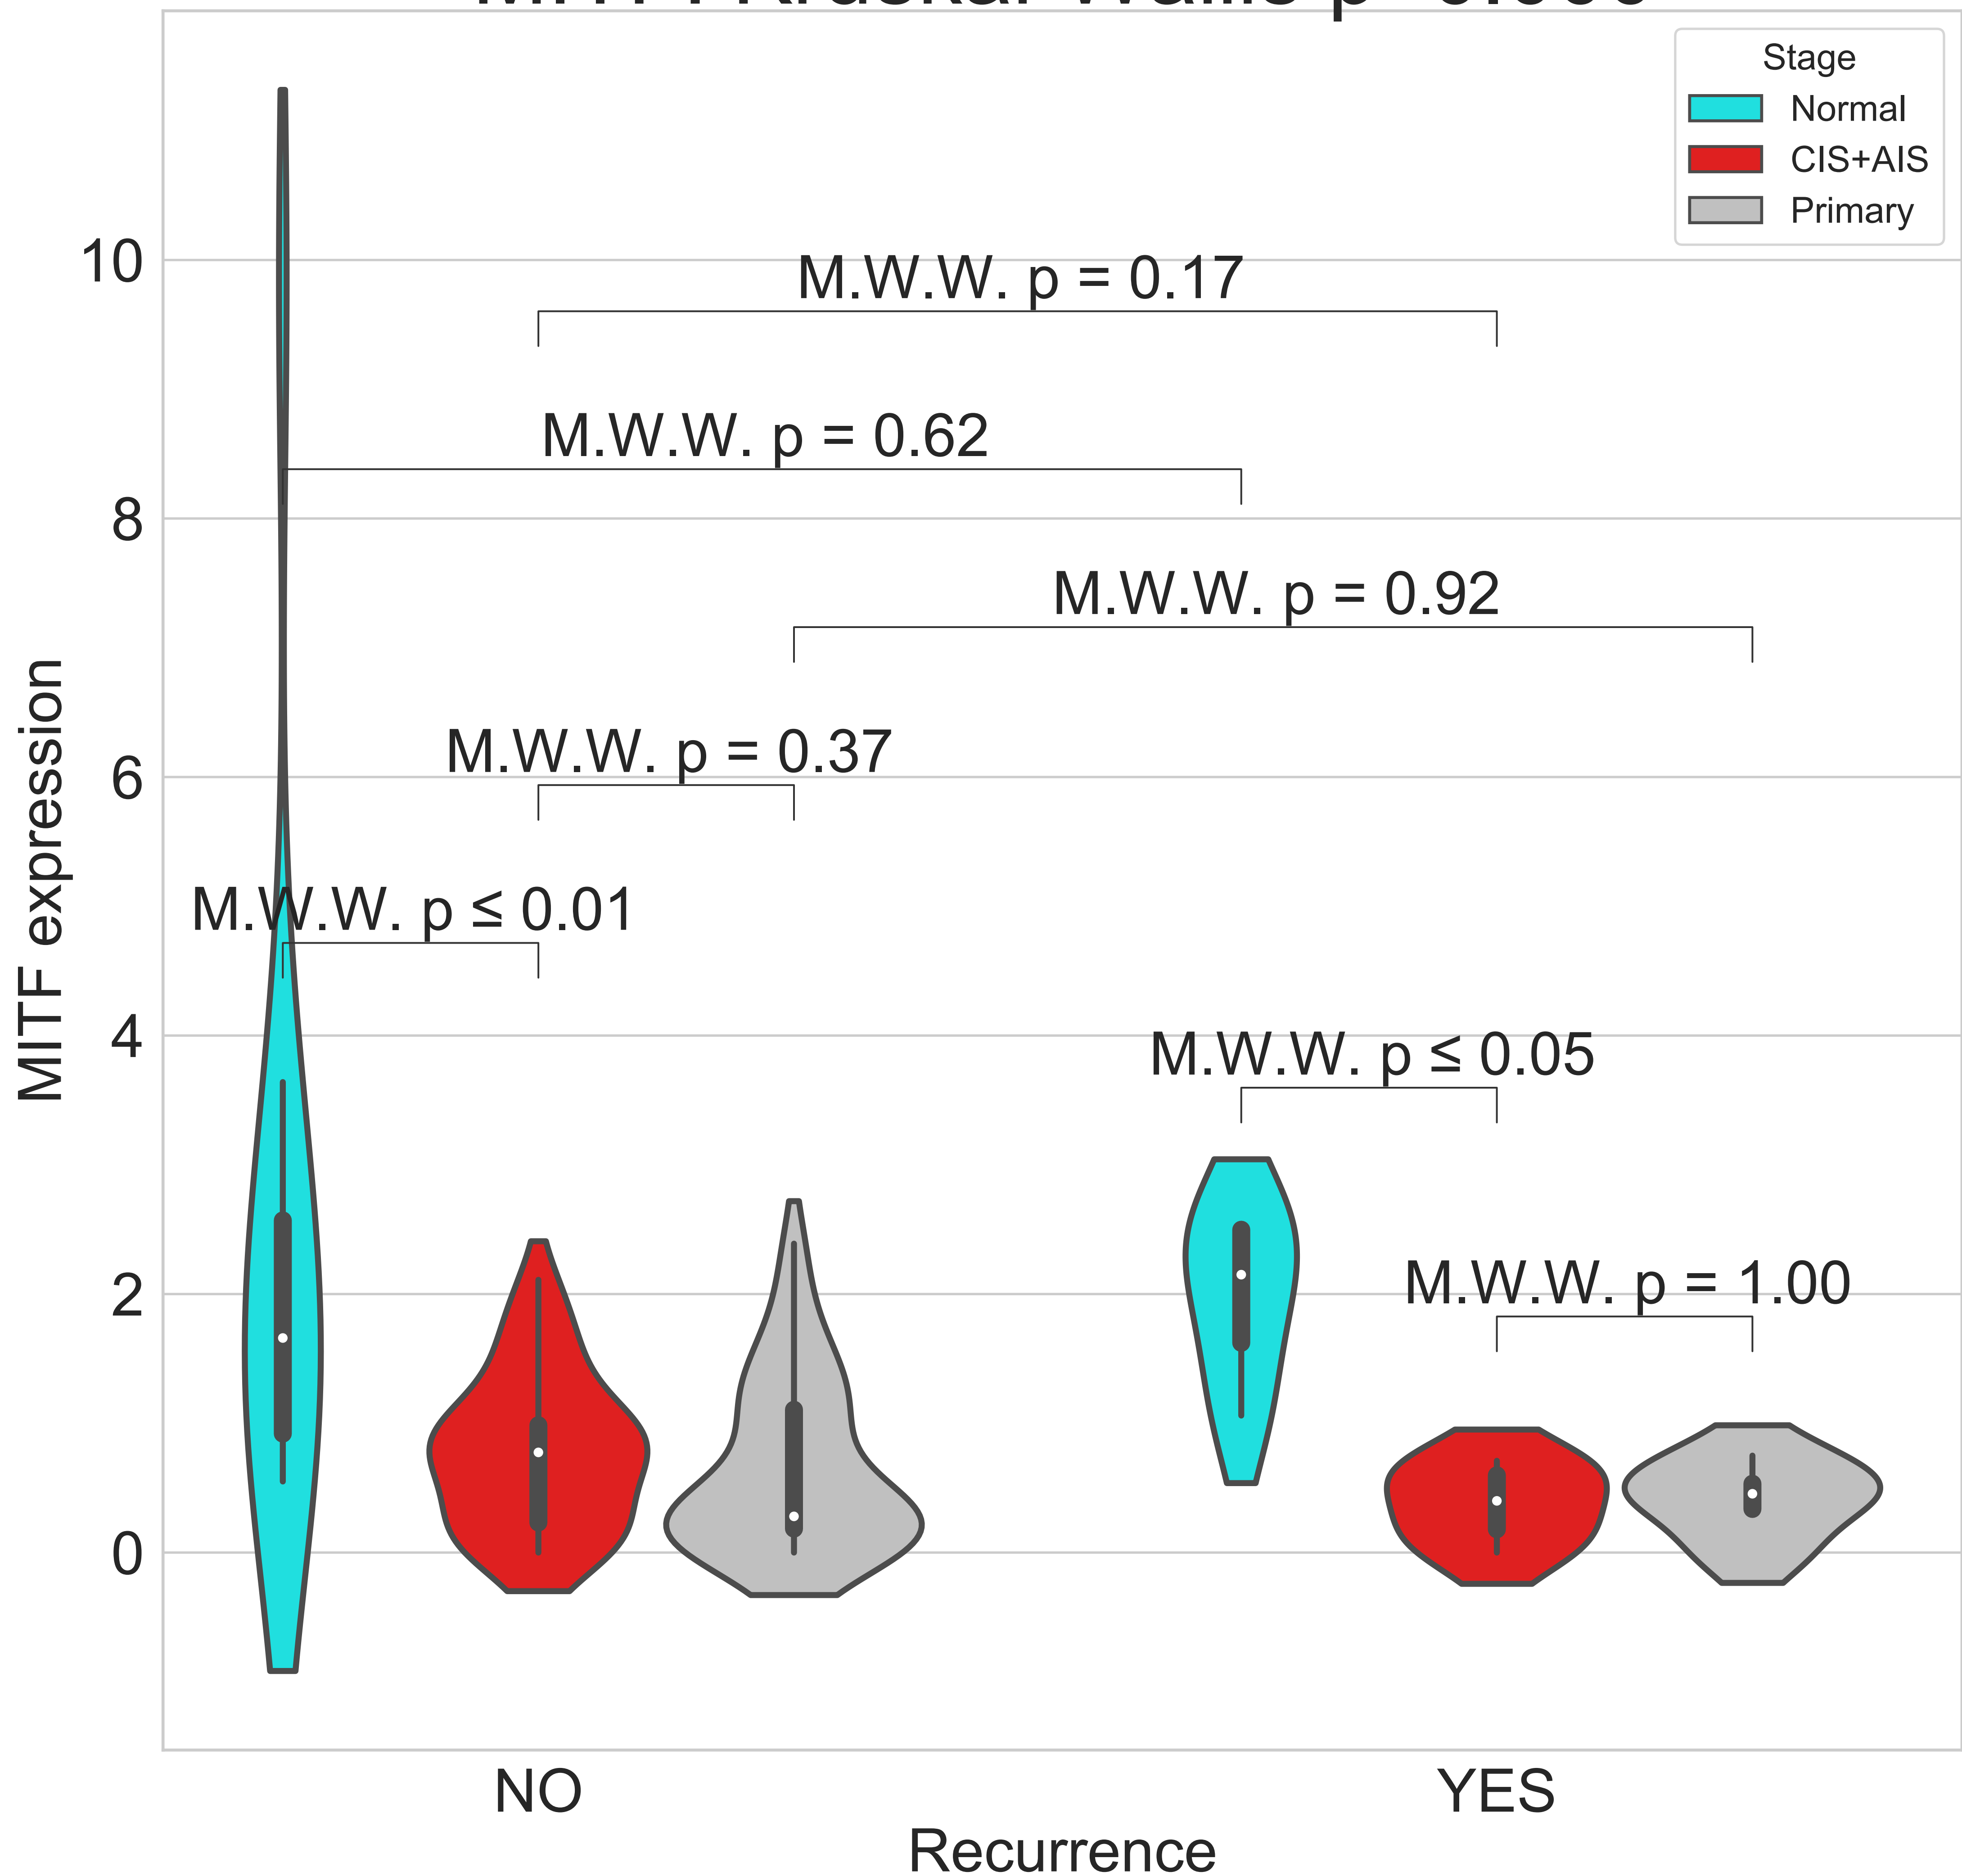 Stage
Normal
CIS+AIS
Primary
10
M.W.W. p = 0.17
M.W.W. p = 0.62
8
M.W.W. p = 0.92
M.W.W. p = 0.37
6
M.W.W. p ≤ 0.01
MITF expression
4
M.W.W. p ≤ 0.05
2
M.W.W. p = 1.00
0
NO
YES
Recurrence